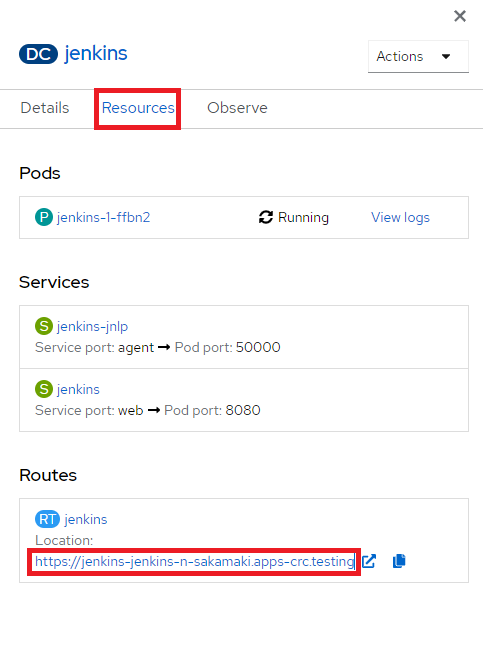 DC jenkins
Actions
Details Resources Observe
Pods
P jenkins-1-ffbn2 Running View logs
Services
S jenkins-jnlp
Service port: agent → Pod port: 50000
S jenkins
Service port: web → Pod port: 8080
Routes
RT jenkins
Location:
https://jenkins-jenkins-n-sakamaki.apps-crc.testing